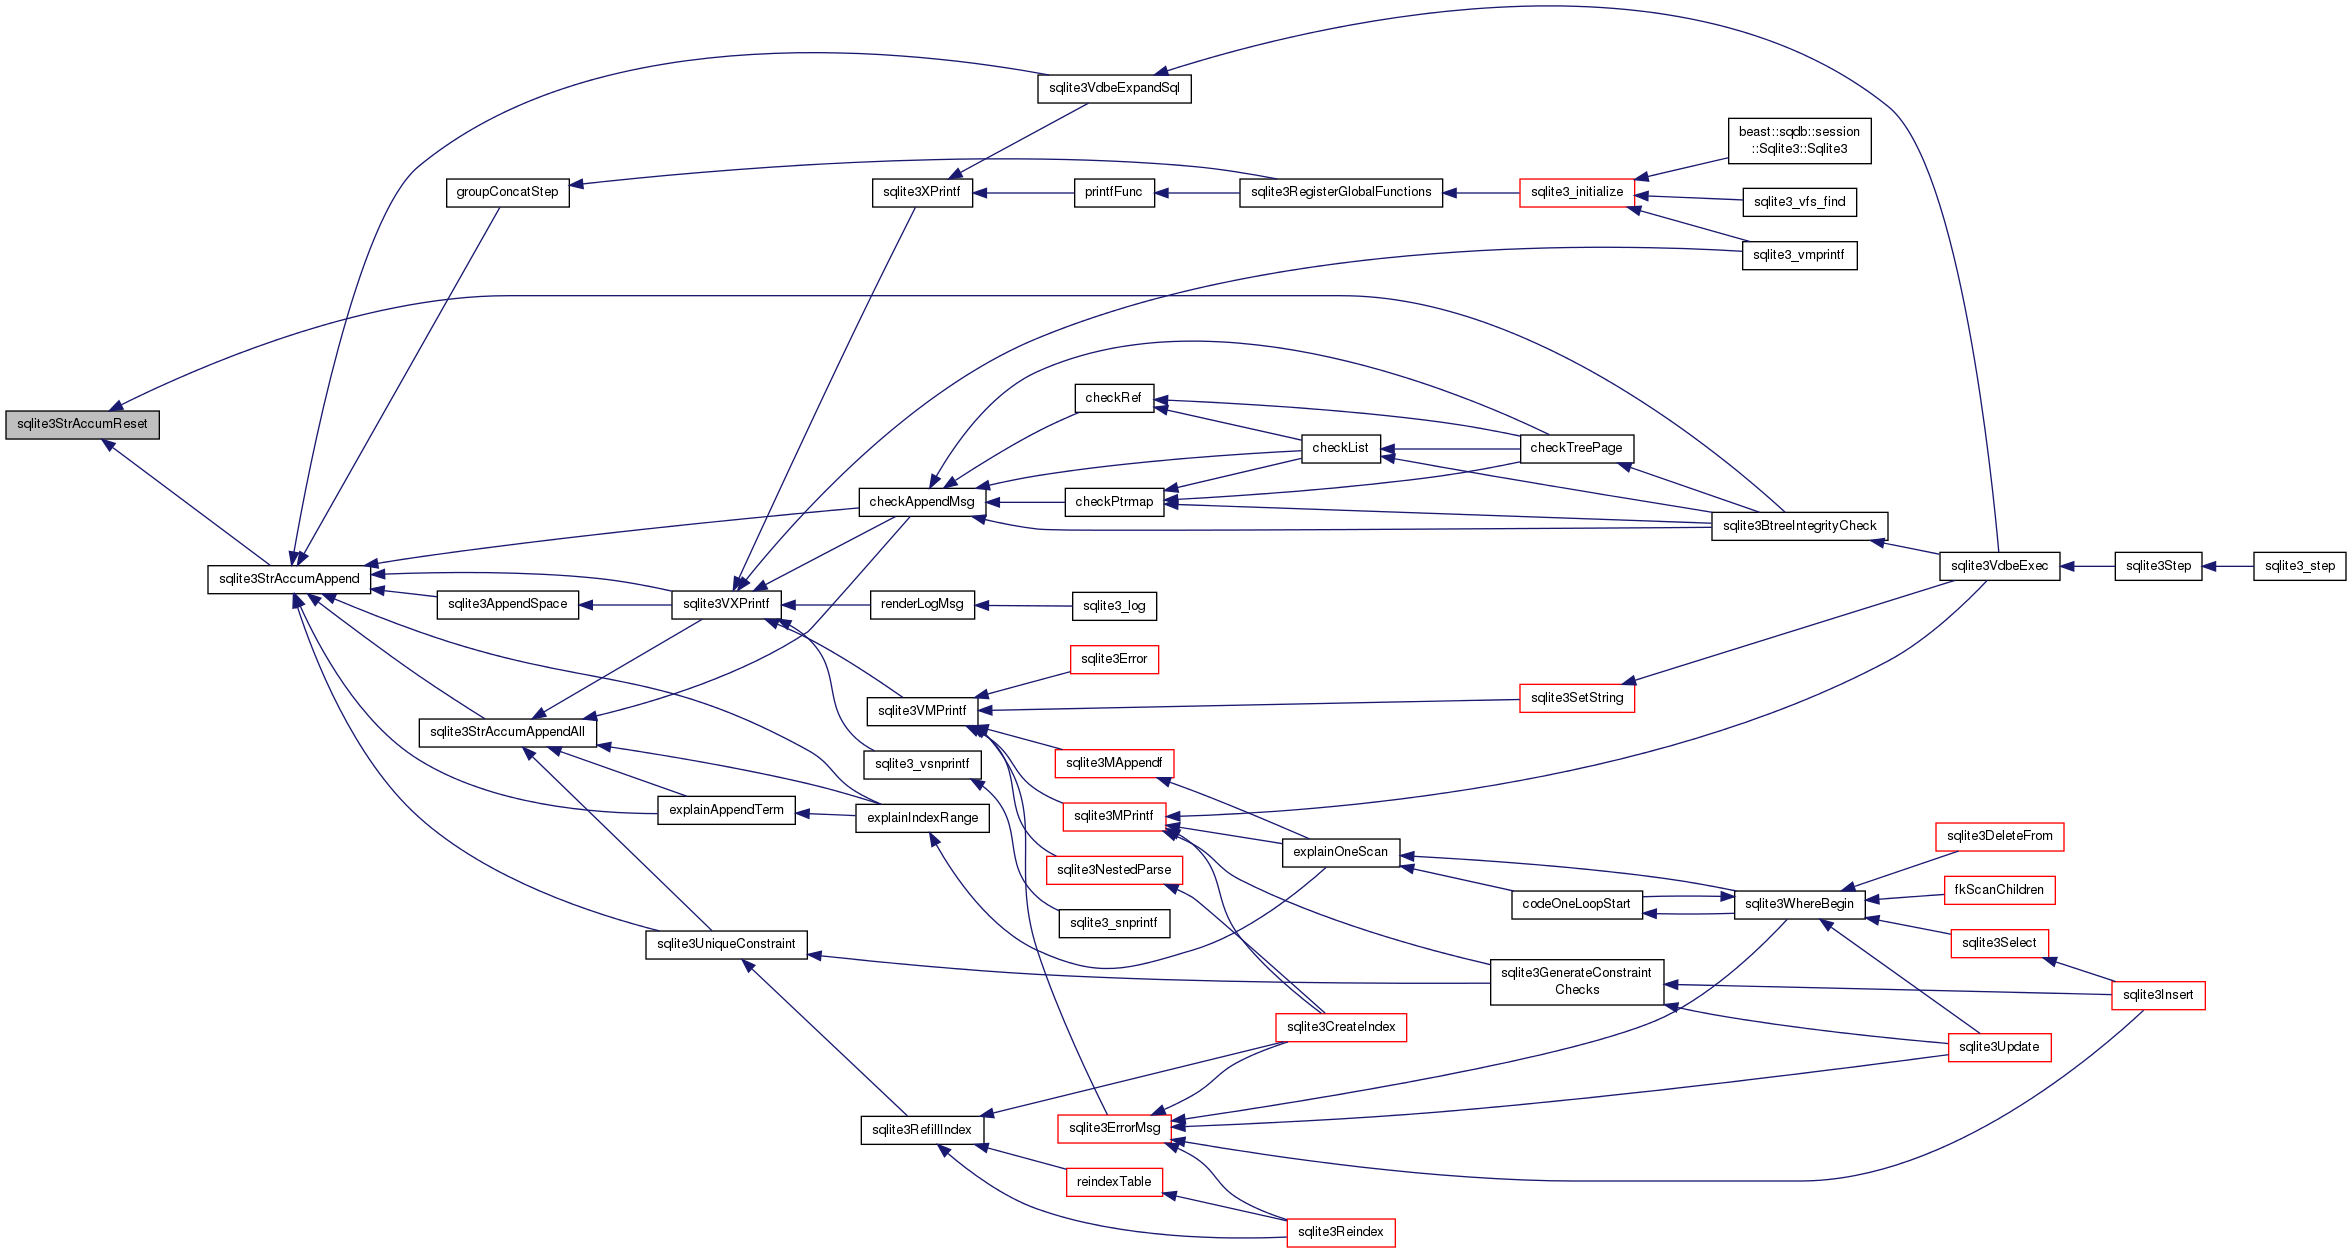 sqlite3VdbeExpandSql
beast::sqdb::session
::Sqlite3::Sqlite3
groupConcatStep
sqlite3XPrintf
printfFunc
sqlite3RegisterGlobalFunctions
sqlite3_initialize
sqlite3_vfs_find
sqlite3_vmprintf
sqlite3StrAccumReset
checkRef
checkList
checkTreePage
checkAppendMsg
checkPtrmap
sqlite3BtreeIntegrityCheck
sqlite3StrAccumAppend
sqlite3VdbeExec
sqlite3Step
sqlite3_step
sqlite3AppendSpace
sqlite3VXPrintf
renderLogMsg
sqlite3_log
sqlite3Error
sqlite3VMPrintf
sqlite3SetString
sqlite3StrAccumAppendAll
sqlite3_vsnprintf
sqlite3MAppendf
explainAppendTerm
explainIndexRange
sqlite3MPrintf
explainOneScan
sqlite3DeleteFrom
sqlite3NestedParse
fkScanChildren
codeOneLoopStart
sqlite3WhereBegin
sqlite3_snprintf
sqlite3UniqueConstraint
sqlite3Select
sqlite3GenerateConstraint
Checks
sqlite3Insert
sqlite3CreateIndex
sqlite3Update
sqlite3RefillIndex
sqlite3ErrorMsg
reindexTable
sqlite3Reindex